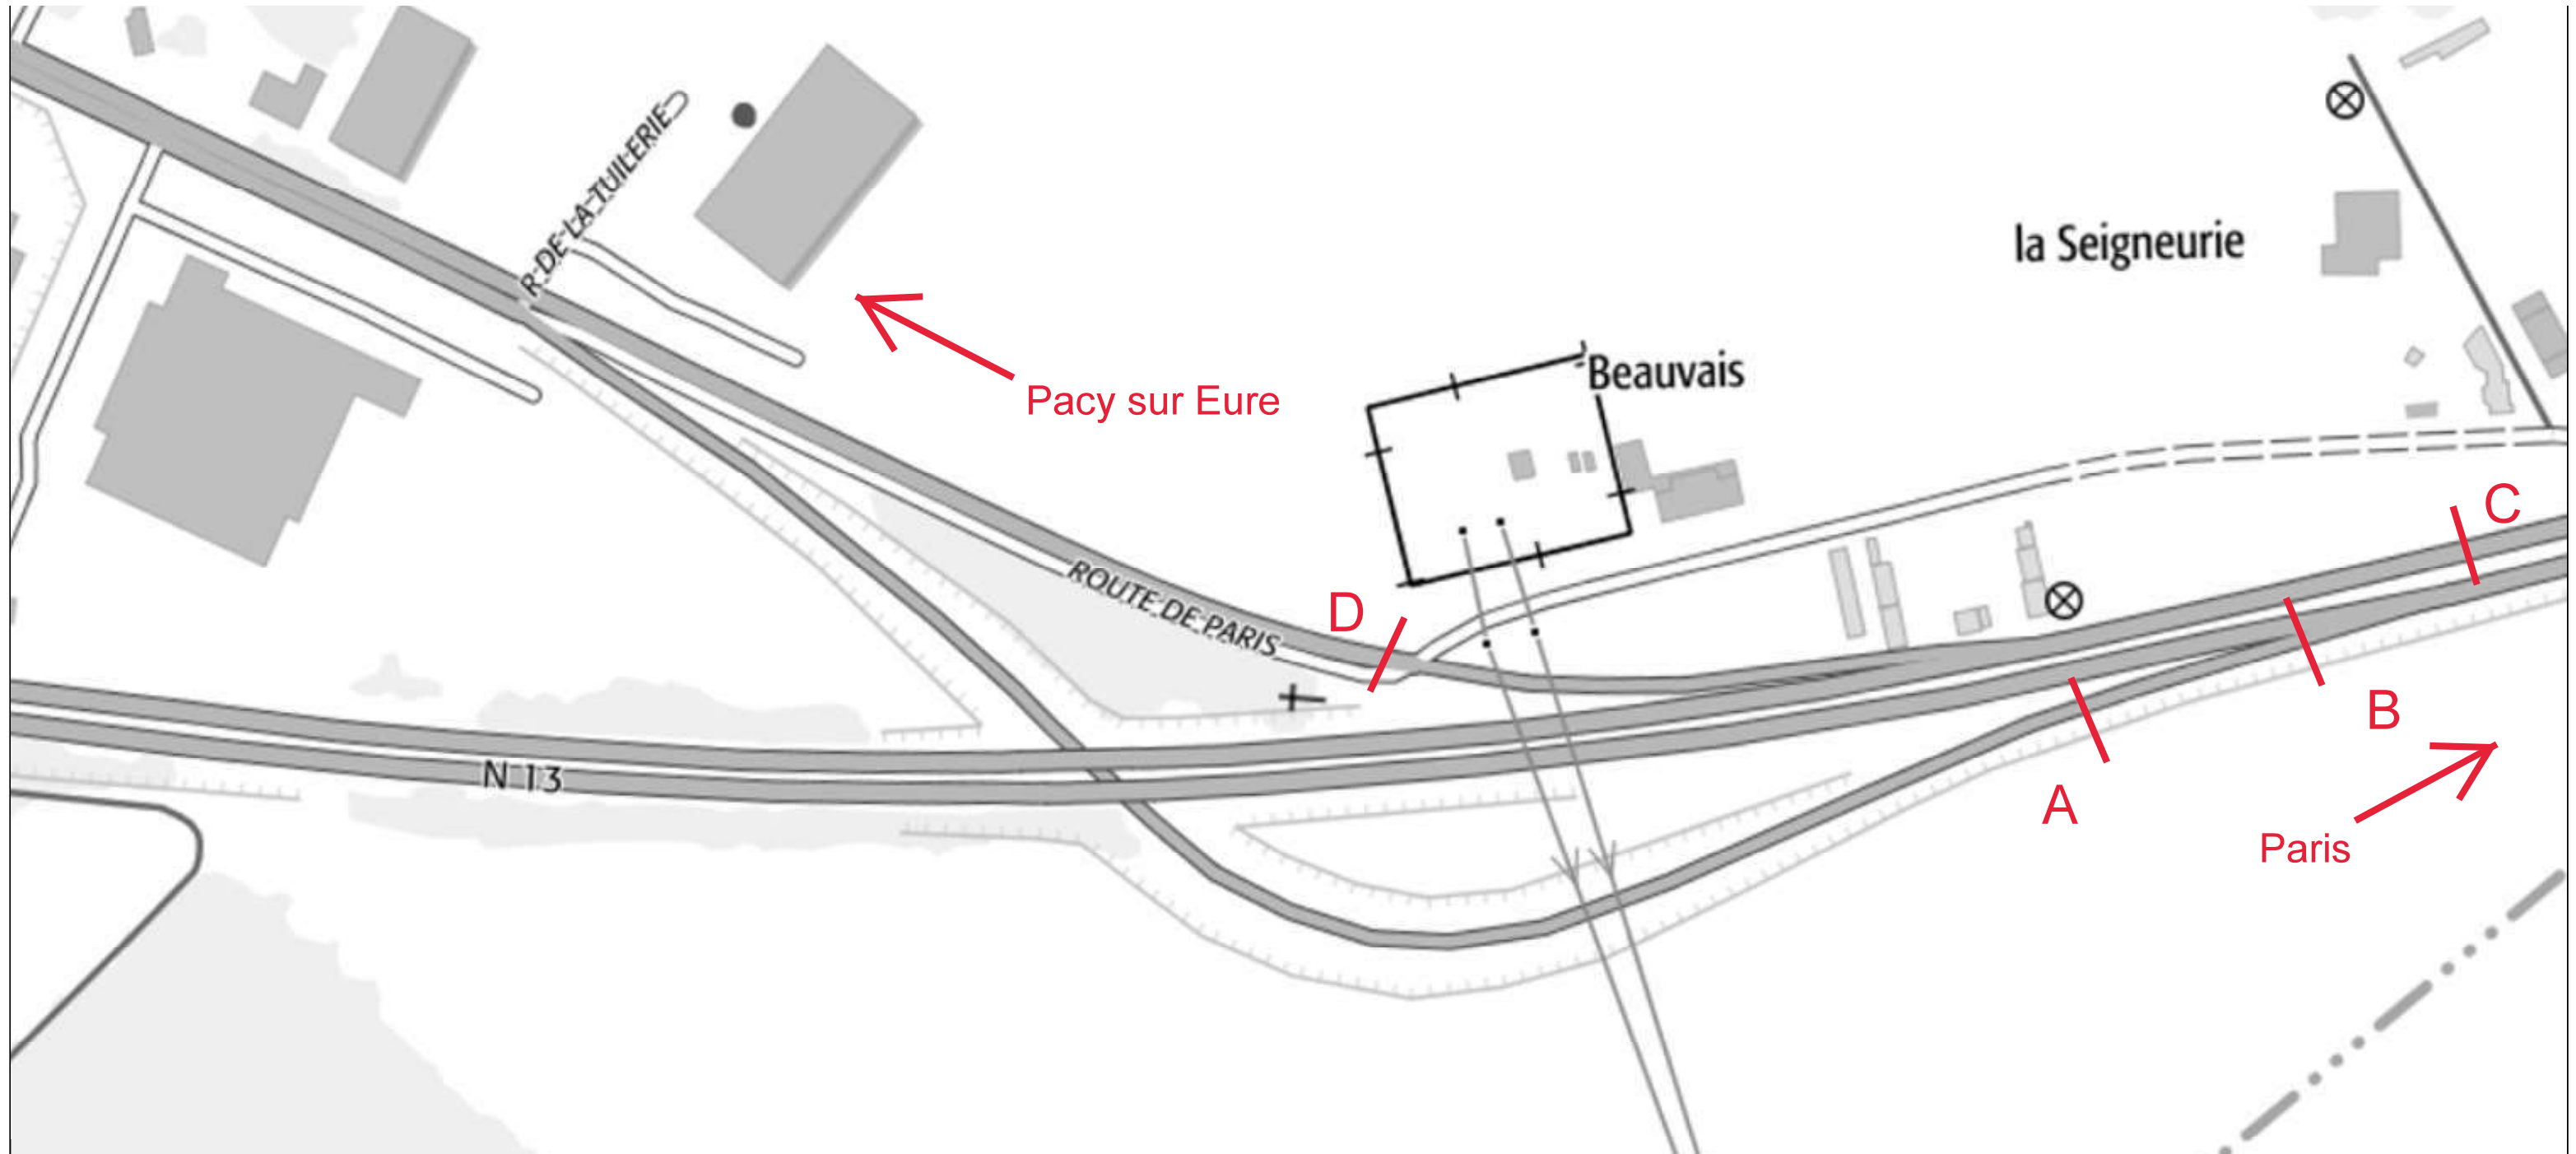 R DE LA TUILERIE
la Seigneurie
Beauvais
Pacy sur Eure
C
ROUTE DE PARIS
D
B
N 13
A
Paris